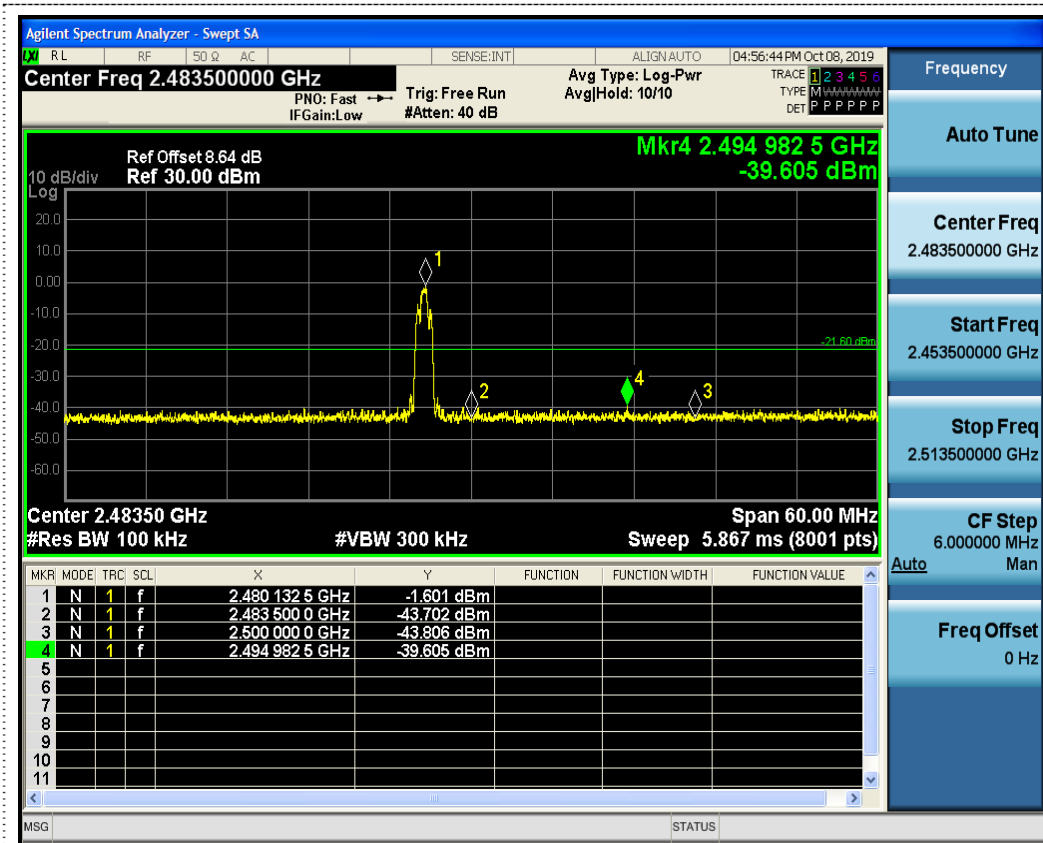 Agilent Spectrum Analyzer - Swept SA
LXI RL RF 50 Ω AC SENSE:INT ALIGN AUTO 04:56:44 PM Oct 08, 2019
Center Freq 2.483500000 GHz
PNO: Fast
IFGain:Low
Trig: Free Run
#Atten: 40 dB
Avg Type: Log-Pwr
Avg|Hold: 10/10
TRACE 1 2 3 4 5 6
TYPE M WWWWW
DET P P P P P P
Mkr4 2.494 982 5 GHz
-39.605 dBm
Ref Offset 8.64 dB
10 dB/div Ref 30.00 dBm
Log
20.0
10.0
0.00
-10.0
-20.0
-30.0
-40.0
-50.0
-60.0
1
2
4
3
-21.60 dBm
Center 2.48350 GHz Span 60.00 MHz
#Res BW 100 kHz #VBW 300 kHz Sweep 5.867 ms (8001 pts)
MKR MODE TRC SCL X Y FUNCTION FUNCTION WIDTH FUNCTION VALUE
1 N 1 f 2.480 132 5 GHz -1.601 dBm
2 N 1 f 2.483 500 0 GHz -43.702 dBm
3 N 1 f 2.500 000 0 GHz -43.806 dBm
4 N 1 f 2.494 982 5 GHz -39.605 dBm
5
6
7
8
9
10
11
MSG STATUS
Frequency
Auto Tune
Center Freq
2.483500000 GHz
Start Freq
2.453500000 GHz
Stop Freq
2.513500000 GHz
CF Step
6.000000 MHz
Auto Man
Freq Offset
0 Hz